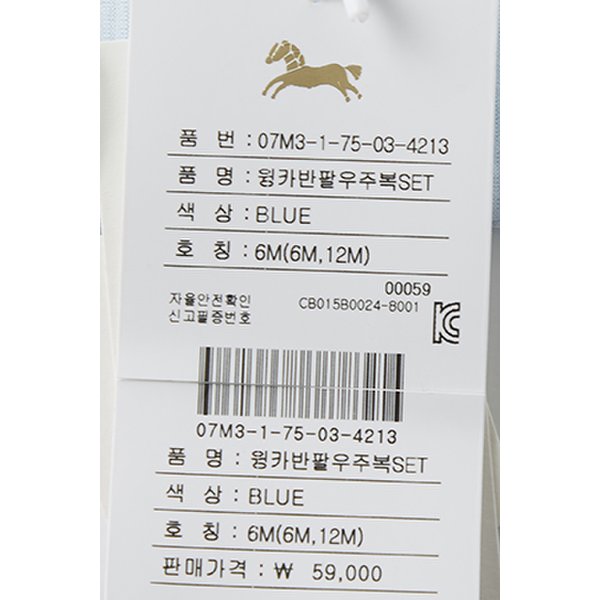 품 번 : 07M3-1-75-03-4213
품 명 : 윙카반팔우주복SET
색 상 : BLUE
호 칭 : 6M(6M,12M)
00059
자율안전확인 CB015B0024-8001
신고필증번호
07M3-1-75-03-4213
품 명 : 윙카반팔우주복SET
색 상 : BLUE
호 칭 : 6M(6M,12M)
판매가격 : ₩ 59,000